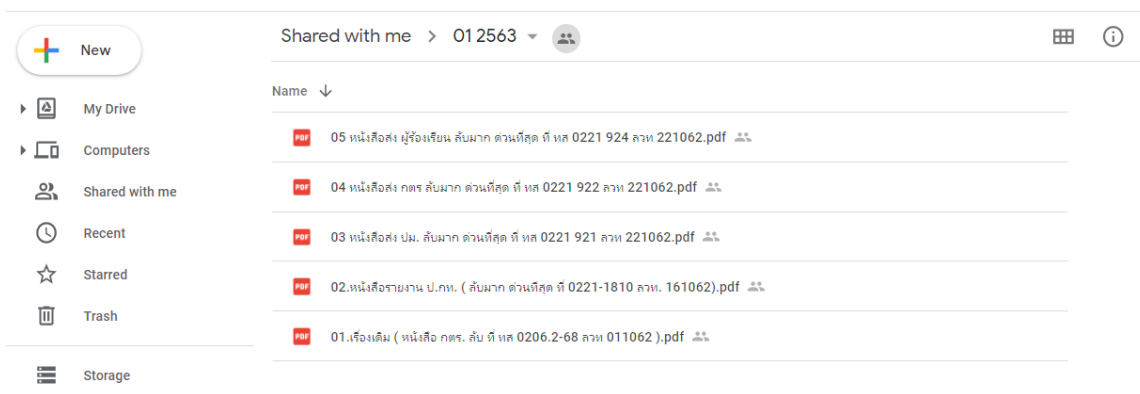 Shared with me > 01 2563
New
Name
My Drive
PDF 05 หนังสือส่ง ผู้ร้องเรียน ลับมาก ด่วนที่สุด ที่ ทส 0221 924 ลวท 221062.pdf
Computers
PDF 04 หนังสือส่ง กตร ลับมาก ด่วนที่สุด ที่ ทส 0221 922 ลวท 221062.pdf
Shared with me
Recent
PDF 03 หนังสือส่ง ปม. ลับมาก ด่วนที่สุด ที่ ทส 0221 921 ลวท 221062.pdf
Starred
PDF 02.หนังสือรายงาน ป.กท. ( ลับมาก ด่วนที่สุด ที่ 0221-1810 ลวท. 161062).pdf
Trash
PDF 01.เรื่องเดิม ( หนังสือ กตร. ลับ ที่ ทส 0206.2-68 ลวท 011062 ).pdf
Storage